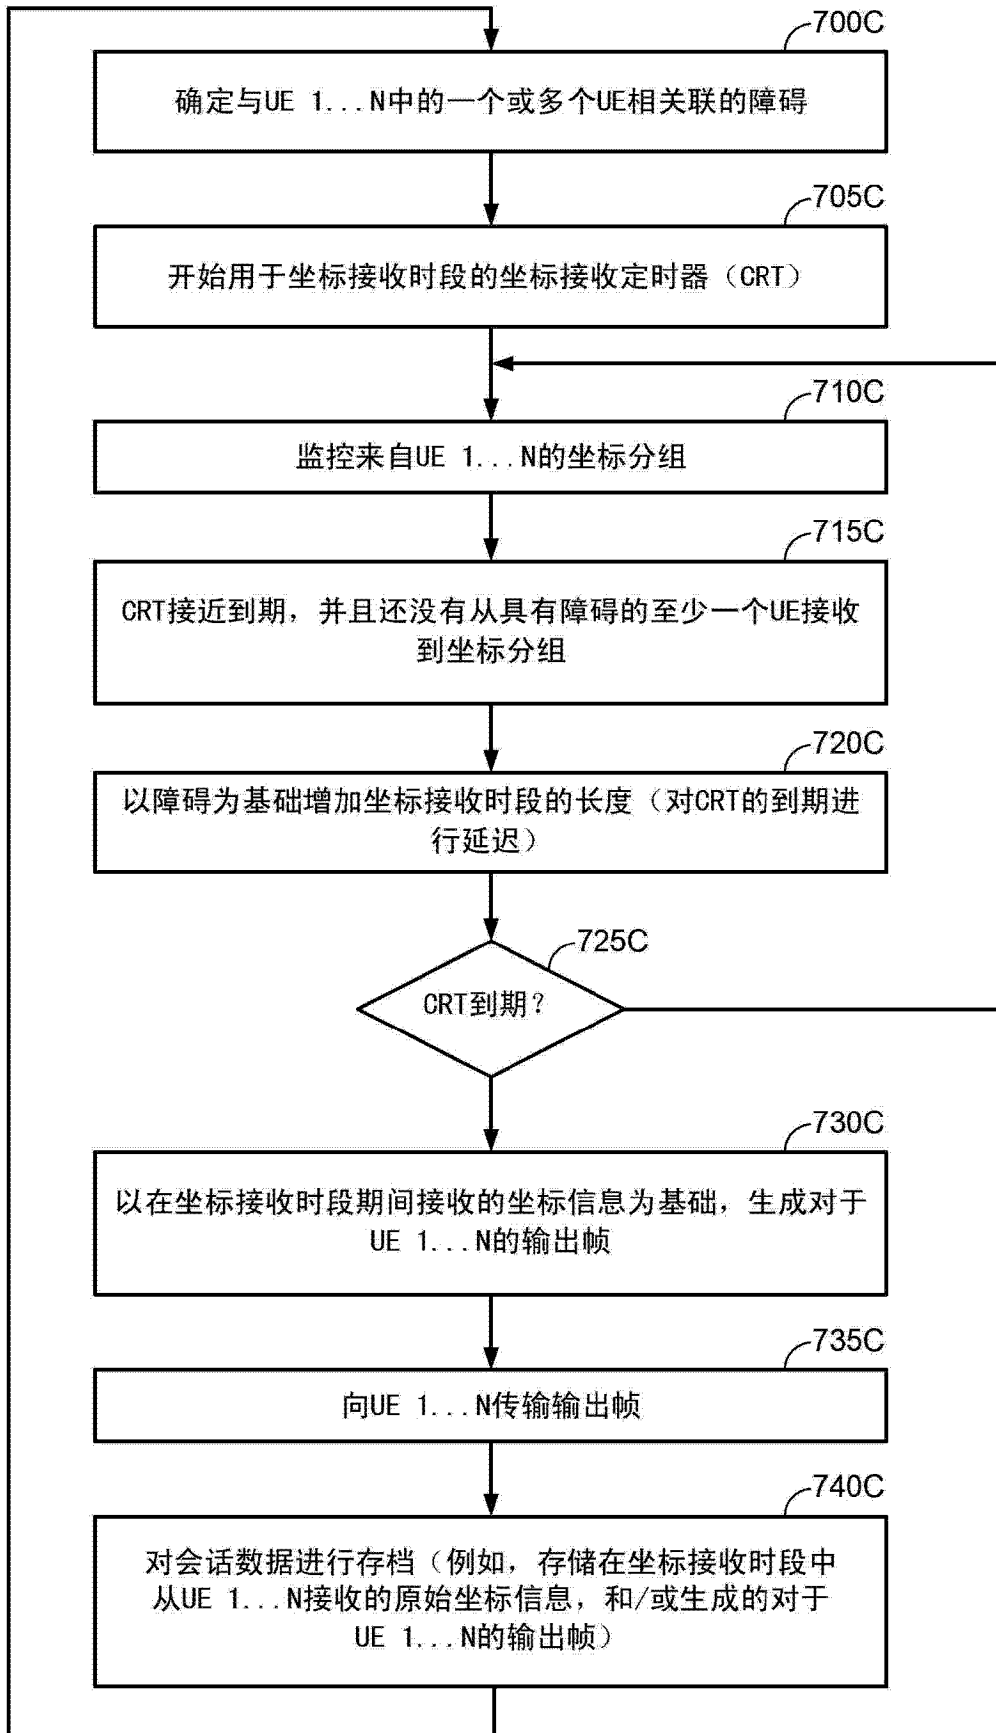 700C
确定与UE 1...N中的一个或多个UE相关联的障碍
705C
开始用于坐标接收时段的坐标接收定时器（CRT）
710C
监控来自UE 1...N的坐标分组
715C
CRT接近到期，并且还没有从具有障碍的至少一个UE接收
到坐标分组
720C
以障碍为基础增加坐标接收时段的长度（对CRT的到期进
行延迟）
725C
CRT到期？
730C
以在坐标接收时段期间接收的坐标信息为基础，生成对于
UE 1...N的输出帧
735C
向UE 1...N传输输出帧
740C
对会话数据进行存档（例如，存储在坐标接收时段中
从UE 1...N接收的原始坐标信息，和/或生成的对于
UE 1...N的输出帧）